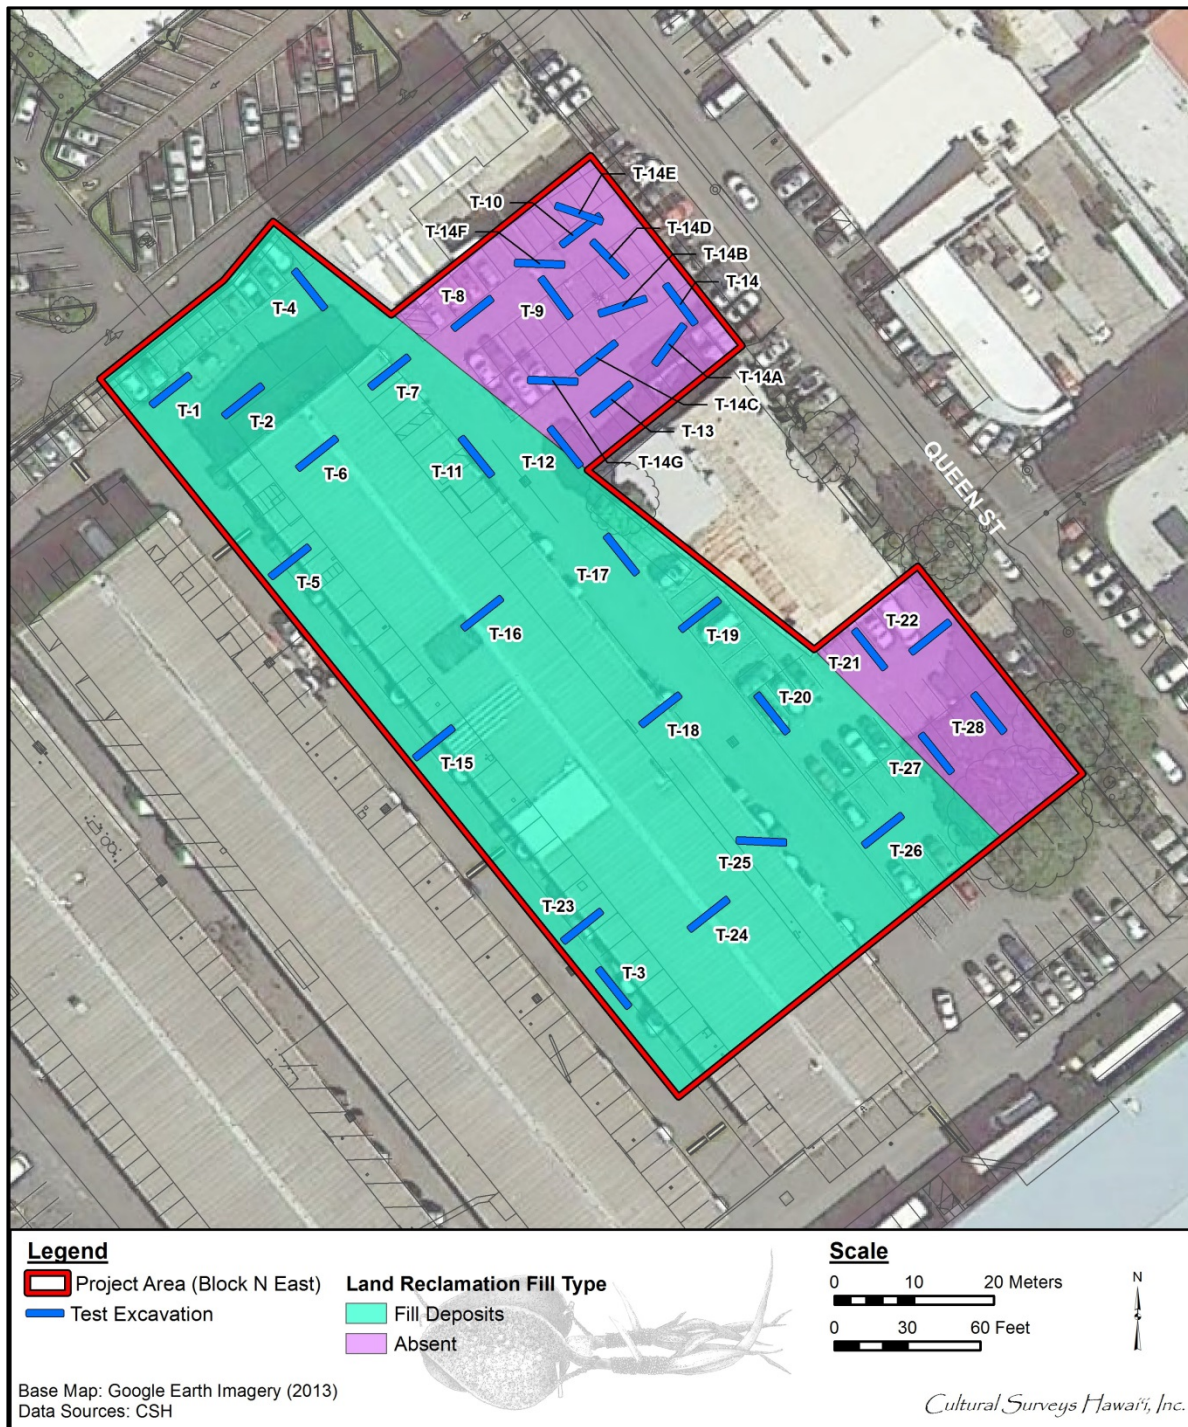 T-14E
T-10
T-14F
T-14D
T-14B
T-4
T-8
T-9
T-14
T-7
T-14A
T-1
T-2
T-14C
T-13
T-6
T-11
T-12
T-14G
QUEEN ST
T-17
T-5
T-16
T-19
T-22
T-21
T-20
T-18
T-28
T-15
T-27
T-26
T-25
T-23
T-24
T-3
Legend
Project Area (Block N East)
Test Excavation
Land Reclamation Fill Type
Fill Deposits
Absent
Scale
0 10 20 Meters
0 30 60 Feet
N
Base Map: Google Earth Imagery (2013)
Data Sources: CSH
Cultural Surveys Hawaiʻi, Inc.